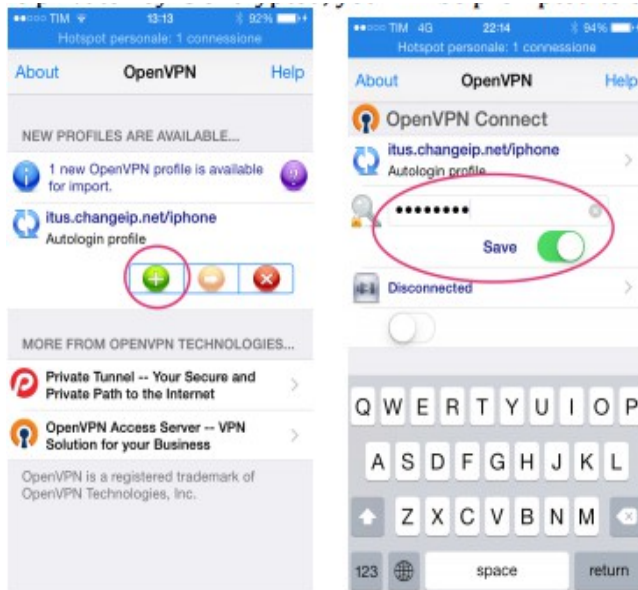 TIM 13:13 92%
Hotspot personale: 1 connessione
About OpenVPN Help
NEW PROFILES ARE AVAILABLE...
1 new OpenVPN profile is available
for import.
itus.changeip.net/iphone
Autologin profile
MORE FROM OPENVPN TECHNOLOGIES...
Private Tunnel -- Your Secure and
Private Path to the Internet
OpenVPN Access Server -- VPN
Solution for your Business
OpenVPN is a registered trademark of
OpenVPN Technologies, Inc.
TIM 4G 22:14 94%
Hotspot personale: 1 connessione
About OpenVPN Help
OpenVPN Connect
itus.changeip.net/iphone
Autologin profile
Save
Disconnected
Q W E R T Y U I O P
A S D F G H J K L
Z X C V B N M
123 space return